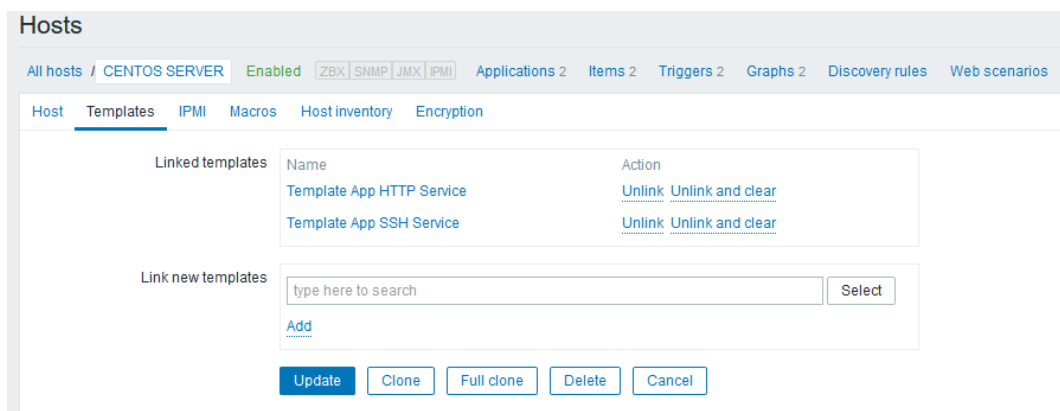 Hosts
All hosts / CENTOS SERVER Enabled ZBX SNMP JMX IPMI Applications 2 Items 2 Triggers 2 Graphs 2 Discovery rules Web scenarios
Host Templates IPMI Macros Host inventory Encryption
Linked templates Name Action
Template App HTTP Service Unlink Unlink and clear
Template App SSH Service Unlink Unlink and clear
Link new templates
type here to search Select
Add
Update Clone Full clone Delete Cancel